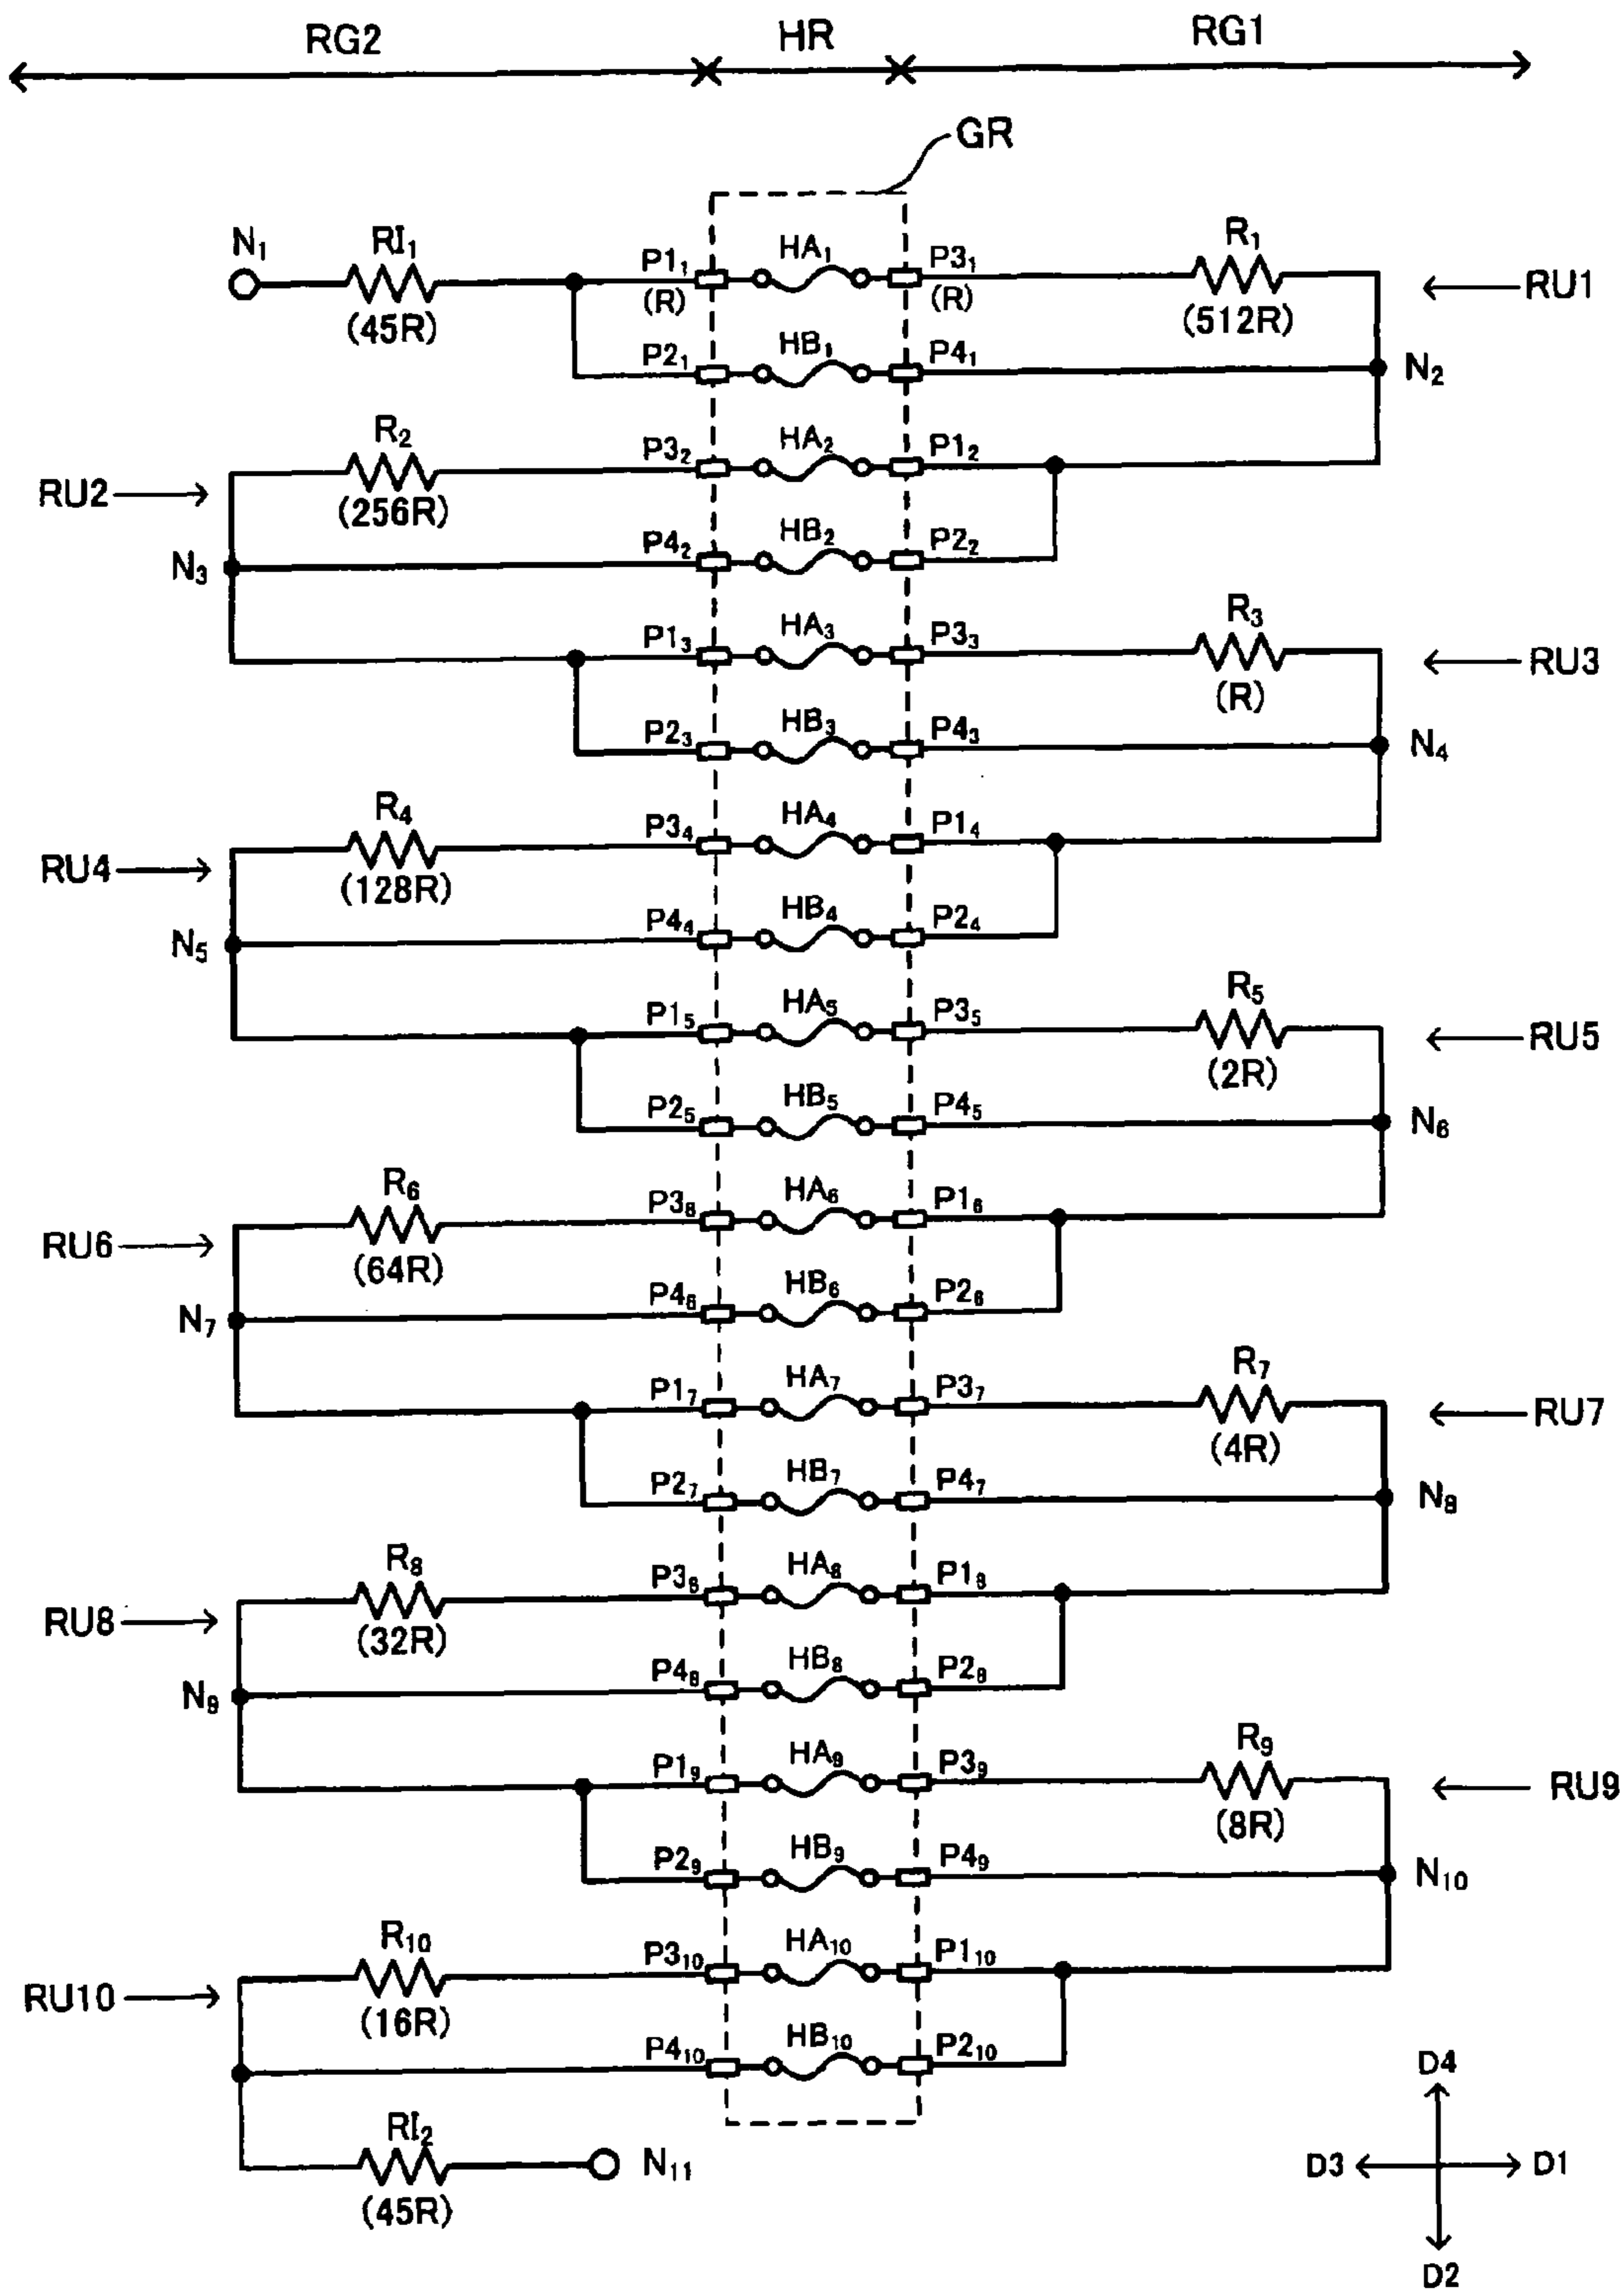 RG2 HR RG1
GR
N1 RI1 (45R) P11 (R) HA1 P31 (R) R1 (512R) RU1
P21 HB1 P41 N2
RU2 R2 (256R) P32 HA2 P12
N3 P42 HB2 P22
P13 HA3 P33 R3 (R) RU3
P23 HB3 P43 N4
RU4 R4 (128R) P34 HA4 P14
N5 P44 HB4 P24
P15 HA5 P35 R5 (2R) RU5
P25 HB5 P45 N6
RU6 R6 (64R) P36 HA6 P16
N7 P46 HB6 P26
P17 HA7 P37 R7 (4R) RU7
P27 HB7 P47 N8
RU8 R8 (32R) P38 HA8 P18
N9 P48 HB8 P28
P19 HA9 P39 R9 (8R) RU9
P29 HB9 P49 N10
RU10 R10 (16R) P310 HA10 P110
P410 HB10 P210
RI2 (45R) N11
D4
D3 D1
D2